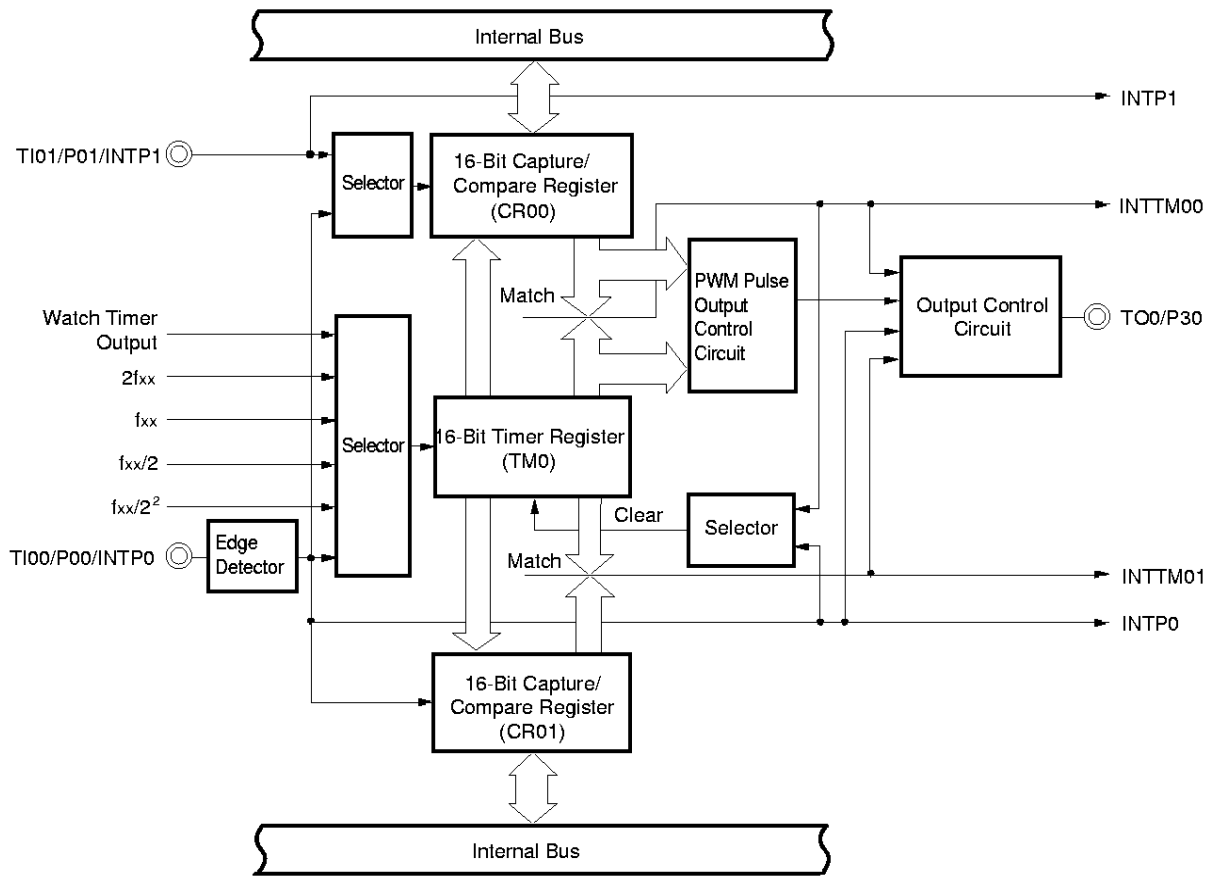 Internal Bus
INTP1
TI01/P01/INTP1
Selector
16-Bit Capture/
Compare Register
(CR00)
INTTM00
Match
PWM Pulse
Output
Control
Circuit
Output Control
Circuit
TO0/P30
Watch Timer
Output
2fxx
fxx
fxx/2
fxx/2²
Selector
16-Bit Timer Register
(TM0)
Clear
Selector
TI00/P00/INTP0
Edge
Detector
Match
INTTM01
INTP0
16-Bit Capture/
Compare Register
(CR01)
Internal Bus